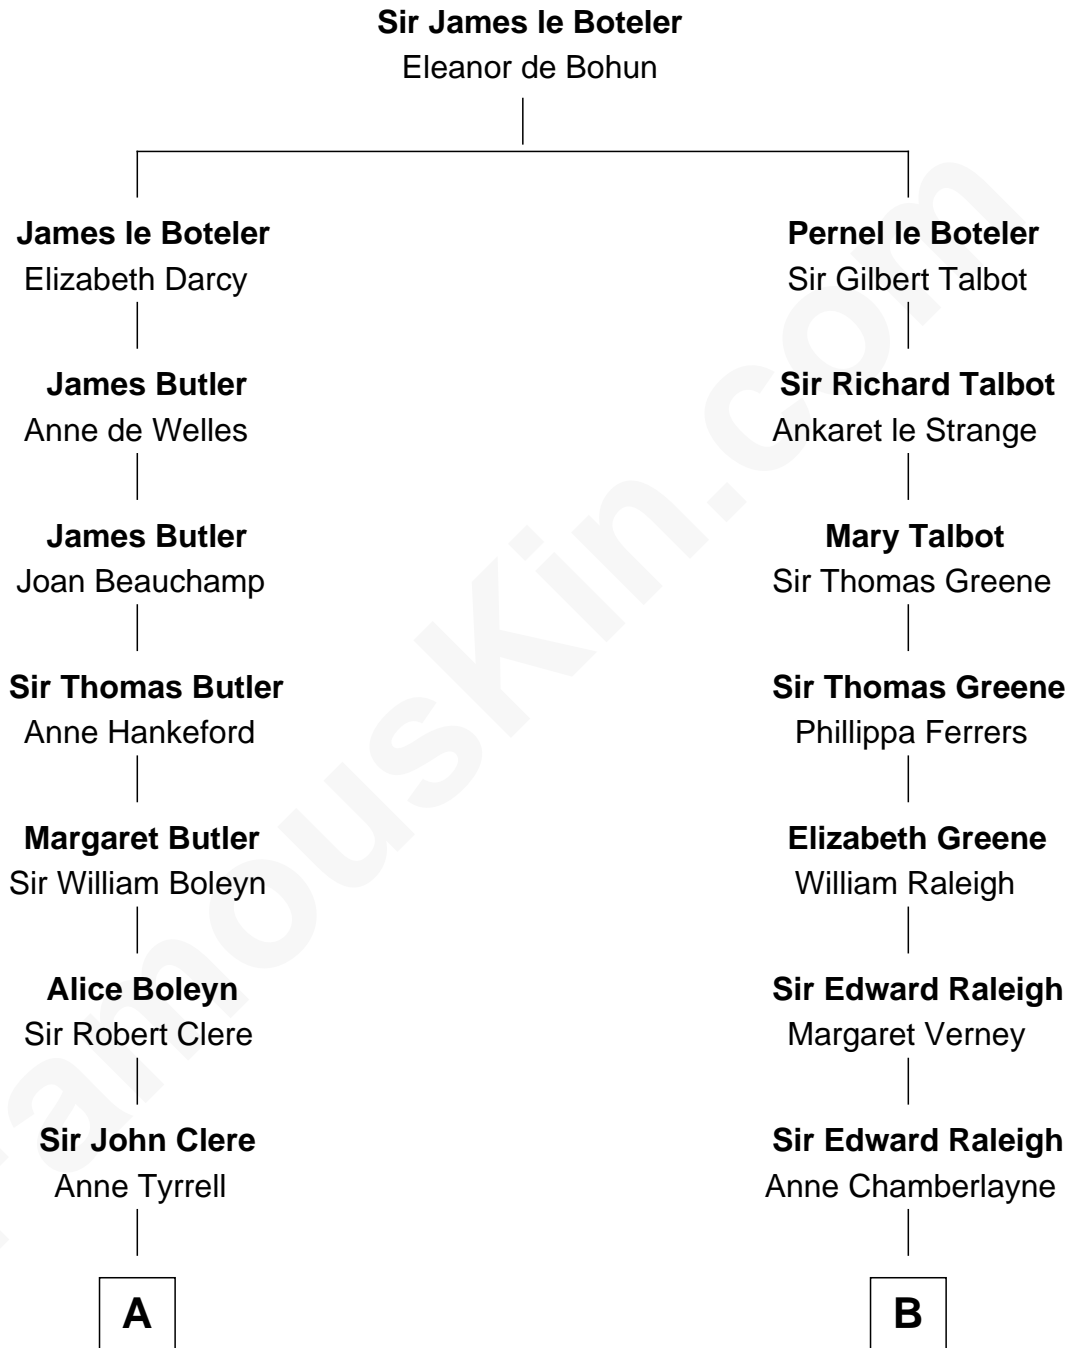 Sir James le Boteler
Eleanor de Bohun
James le Boteler
Elizabeth Darcy
Pernel le Boteler
Sir Gilbert Talbot
James Butler
Anne de Welles
Sir Richard Talbot
Ankaret le Strange
James Butler
Joan Beauchamp
Mary Talbot
Sir Thomas Greene
Sir Thomas Butler
Anne Hankeford
Sir Thomas Greene
Phillippa Ferrers
Margaret Butler
Sir William Boleyn
Elizabeth Greene
William Raleigh
Alice Boleyn
Sir Robert Clere
Sir Edward Raleigh
Margaret Verney
Sir John Clere
Anne Tyrrell
Sir Edward Raleigh
Anne Chamberlayne
A
B
FamousKin.com